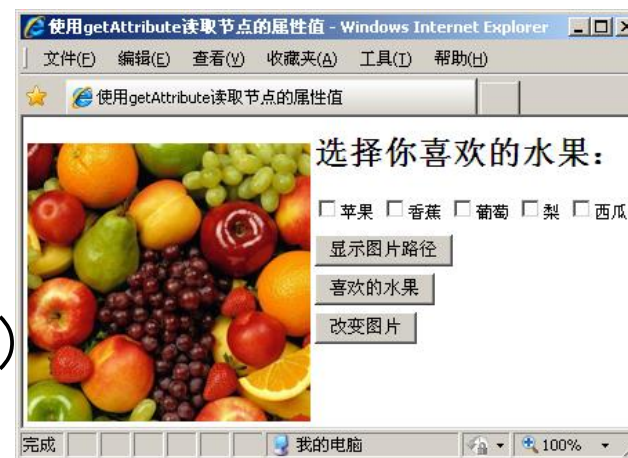 使用getAttribute读取节点的属性值 - Windows Internet Explorer
文件(F) 编辑(E) 查看(V) 收藏夹(A) 工具(T) 帮助(H)
使用getAttribute读取节点的属性值
选择你喜欢的水果：
苹果 香蕉 葡萄 梨 西瓜
显示图片路径
喜欢的水果
改变图片
)
完成 我的电脑 100%